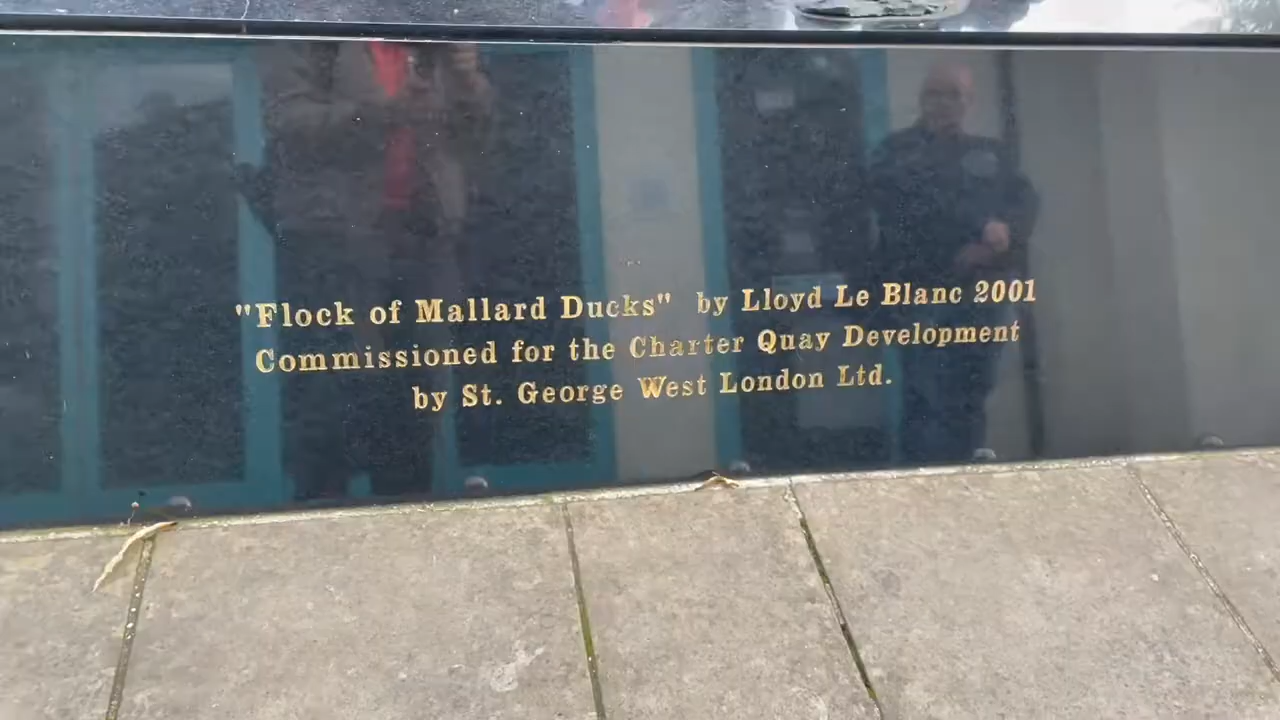 "Flock of Mallard Ducks" by Lloyd Le Blanc 2001
Commissioned for the Charter Quay Development
by St. George West London Ltd.